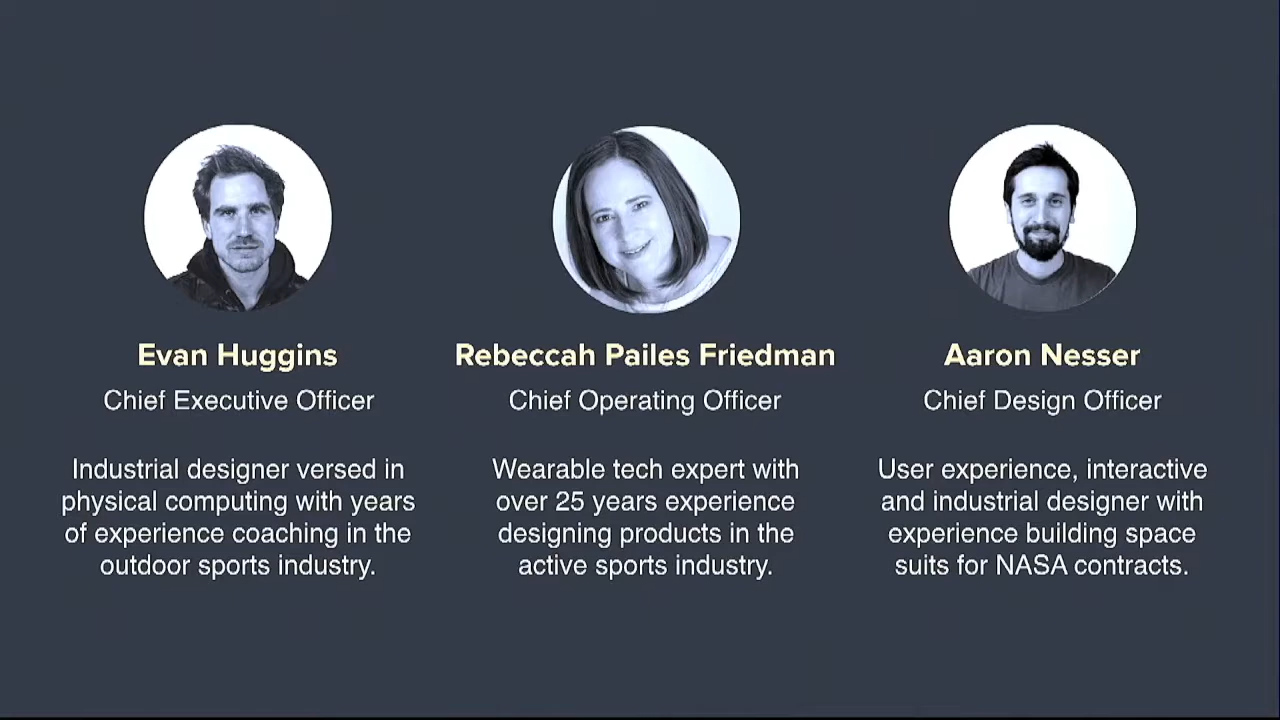 Evan Huggins
Chief Executive Officer
Industrial designer versed in
physical computing with years
of experience coaching in the
outdoor sports industry.
Rebeccah Pailes Friedman
Chief Operating Officer
Wearable tech expert with
over 25 years experience
designing products in the
active sports industry.
Aaron Nesser
Chief Design Officer
User experience, interactive
and industrial designer with
experience building space
suits for NASA contracts.